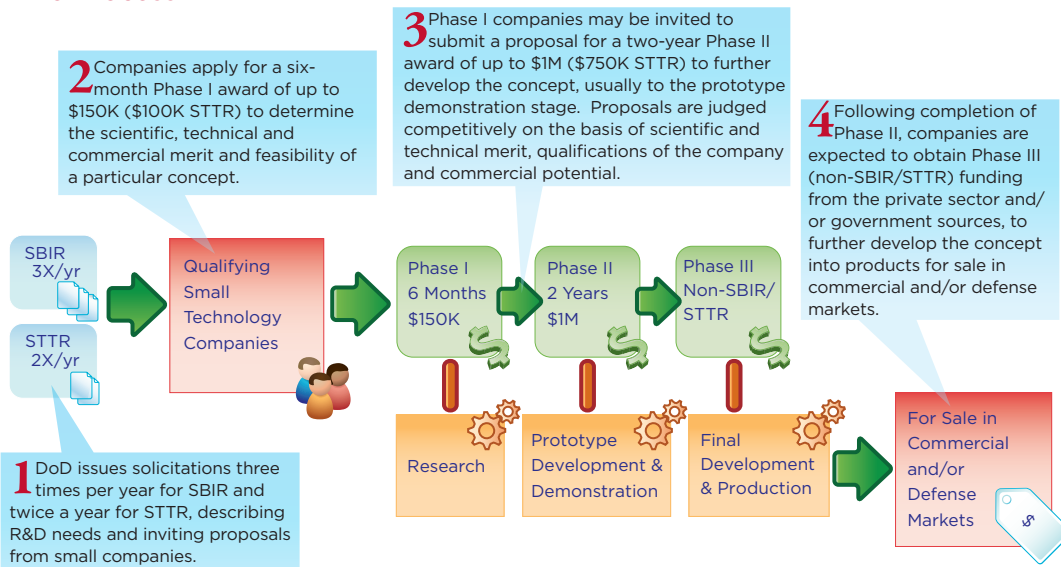 1 DoD issues solicitations three
times per year for SBIR and
twice a year for STTR, describing
R&D needs and inviting proposals
from small companies.
2 Companies apply for a six-
month Phase I award of up to
$150K ($100K STTR) to determine
the scientific, technical and
commercial merit and feasibility of
a particular concept.
3 Phase I companies may be invited to
submit a proposal for a two-year Phase II
award of up to $1M ($750K STTR) to further
develop the concept, usually to the prototype
demonstration stage. Proposals are judged
competitively on the basis of scientific and
technical merit, qualifications of the company
and commercial potential.
4 Following completion of
Phase II, companies are
expected to obtain Phase III
(non-SBIR/STTR) funding
from the private sector and/
or government sources, to
further develop the concept
into products for sale in
commercial and/or defense
markets.
SBIR
3X/yr
STTR
2X/yr
Qualifying
Small
Technology
Companies
Phase I
6 Months
$150K
$
Phase II
2 Years
$1M
$
Phase III
Non-SBIR/
STTR
$
Research
Prototype
Development &
Demonstration
Final
Development
& Production
For Sale in
Commercial
and/or
Defense
Markets
$